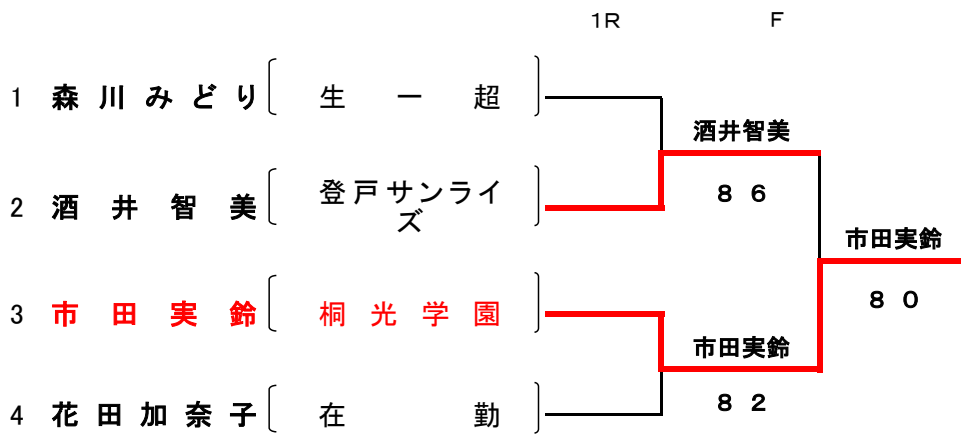 1R F
1 森川みどり 生一超
酒井智美
8 6
2 酒井智美 登戸サンライ
ズ
市田実鈴
8 0
3 市田実鈴 桐光学園
市田実鈴
8 2
4 花田加奈子 在勤